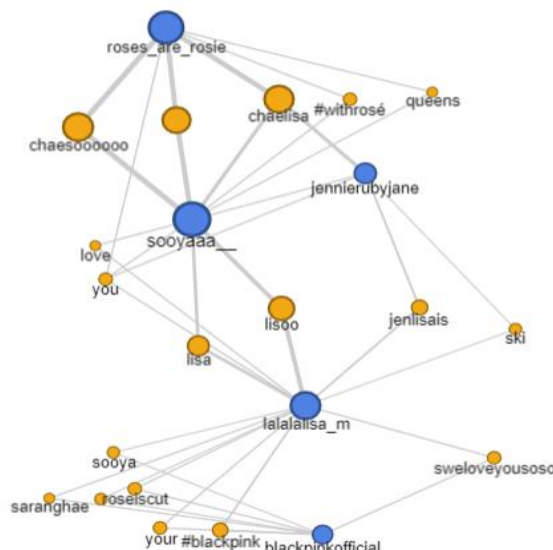 roses_are_rosie
queens
#withrosé
chaelisa
chaesoooooo
jennierubyjane
sooyaaa__
love
you
jenlisais
lisoo
ski
lisa
lalalalisa_m
sooya
sweloveyousoso
roseiscut
saranghae
your
#blackpink
blackpinkofficial